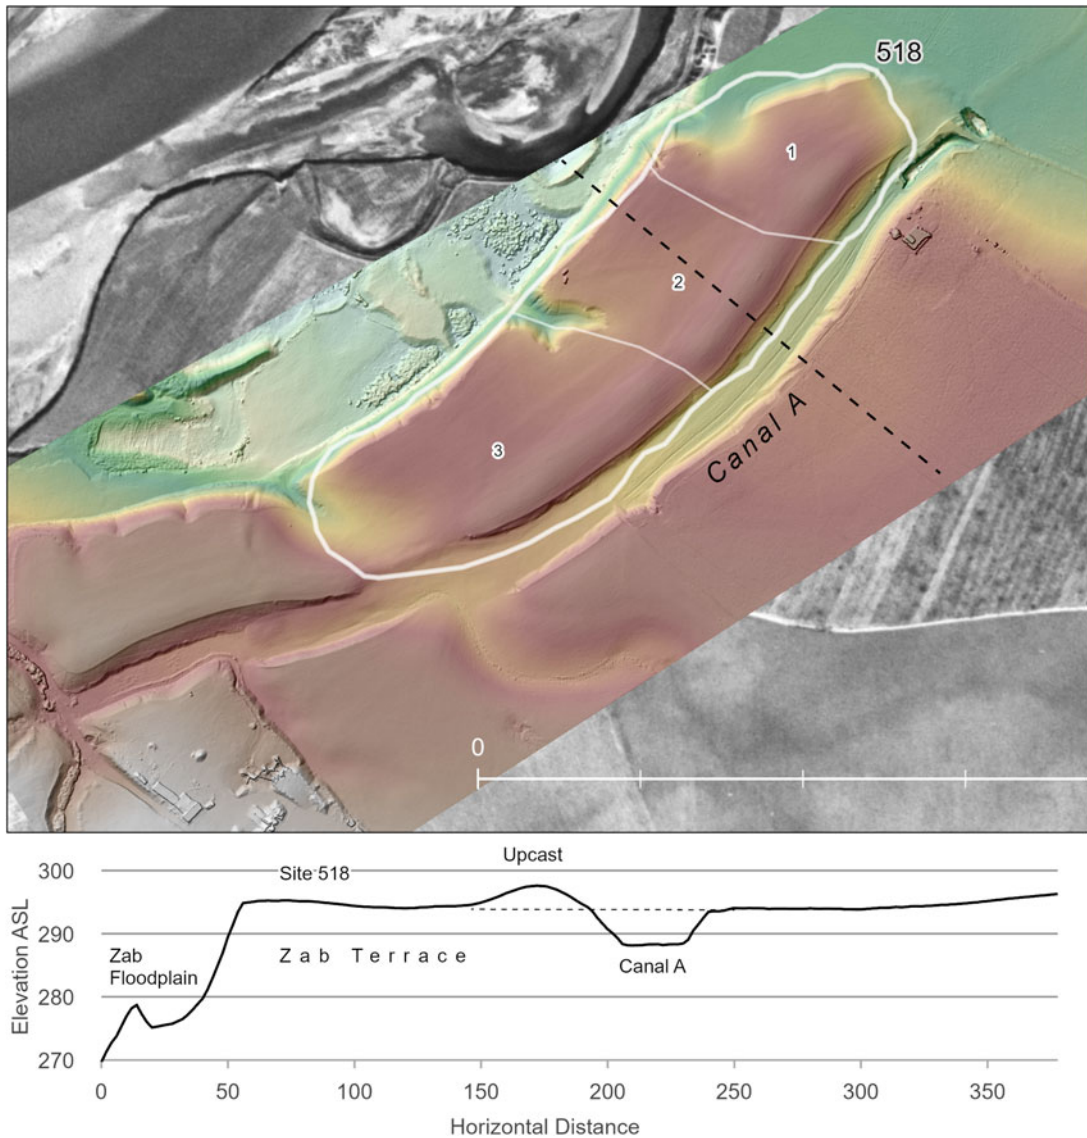 518
1
2
3
Canal A
0
300
Upcast
Site 518
290
Zab
Floodplain
Zab Terrace
Canal A
280
270
Elevation ASL
0
50
100
150
200
250
300
350
Horizontal Distance